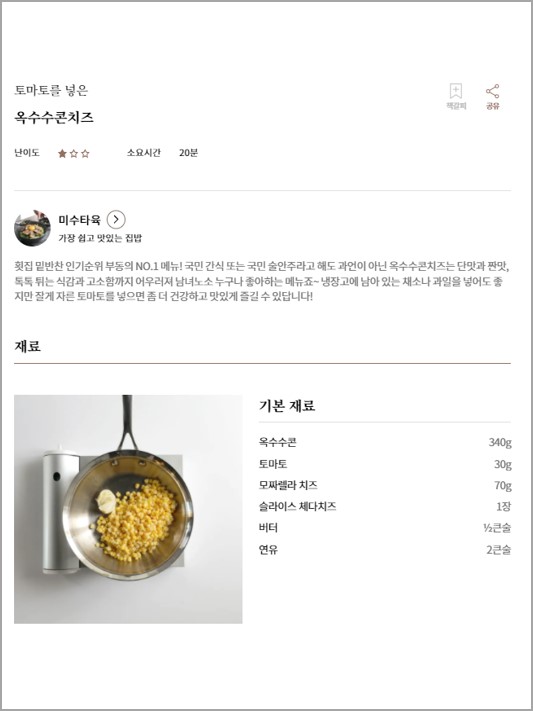 토마토를 넣은
옥수수콘치즈
책갈피
공유
난이도
소요시간 20분
미수타육
가장 쉽고 맛있는 집밥
횟집 밑반찬 인기순위 부동의 NO.1 메뉴! 국민 간식 또는 국민 술안주라고 해도 과언이 아닌 옥수수콘치즈는 단맛과 짠맛,
톡톡 튀는 식감과 고소함까지 어우러져 남녀노소 누구나 좋아하는 메뉴죠~ 냉장고에 남아 있는 채소나 과일을 넣어도 좋
지만 잘게 자른 토마토를 넣으면 좀 더 건강하고 맛있게 즐길 수 있답니다!
재료
기본 재료
옥수수콘 340g
토마토 30g
모짜렐라 치즈 70g
슬라이스 체다치즈 1장
버터 ½큰술
연유 2큰술